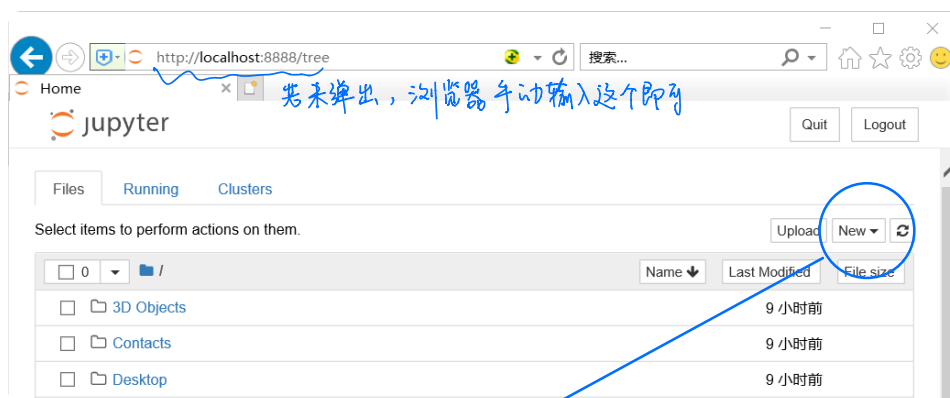 http://localhost:8888/tree
搜索...
Home
若未弹出，浏览器手动输入这个即可
jupyter
Quit
Logout
Files
Running
Clusters
Select items to perform actions on them.
Upload
New
0
/
Name
Last Modified
File size
3D Objects
9 小时前
Contacts
9 小时前
Desktop
9 小时前